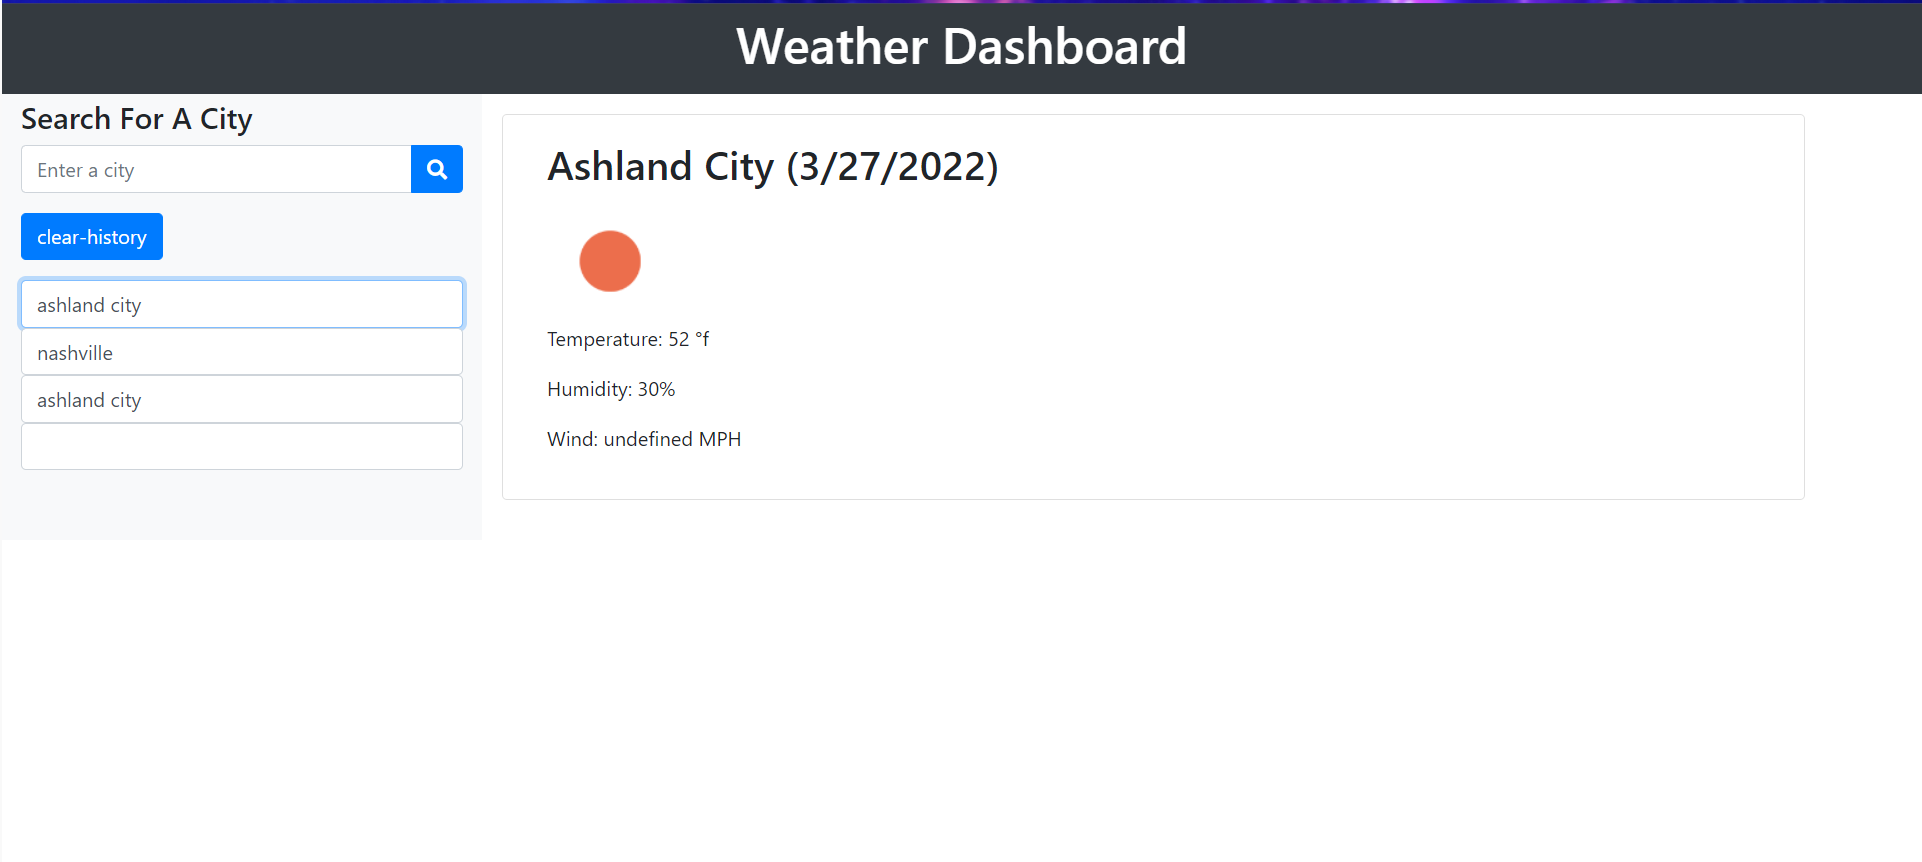 Weather Dashboard
Search For A City
Enter a city
clear-history
ashland city
nashville
ashland city
Ashland City (3/27/2022)
Temperature: 52 °f
Humidity: 30%
Wind: undefined MPH